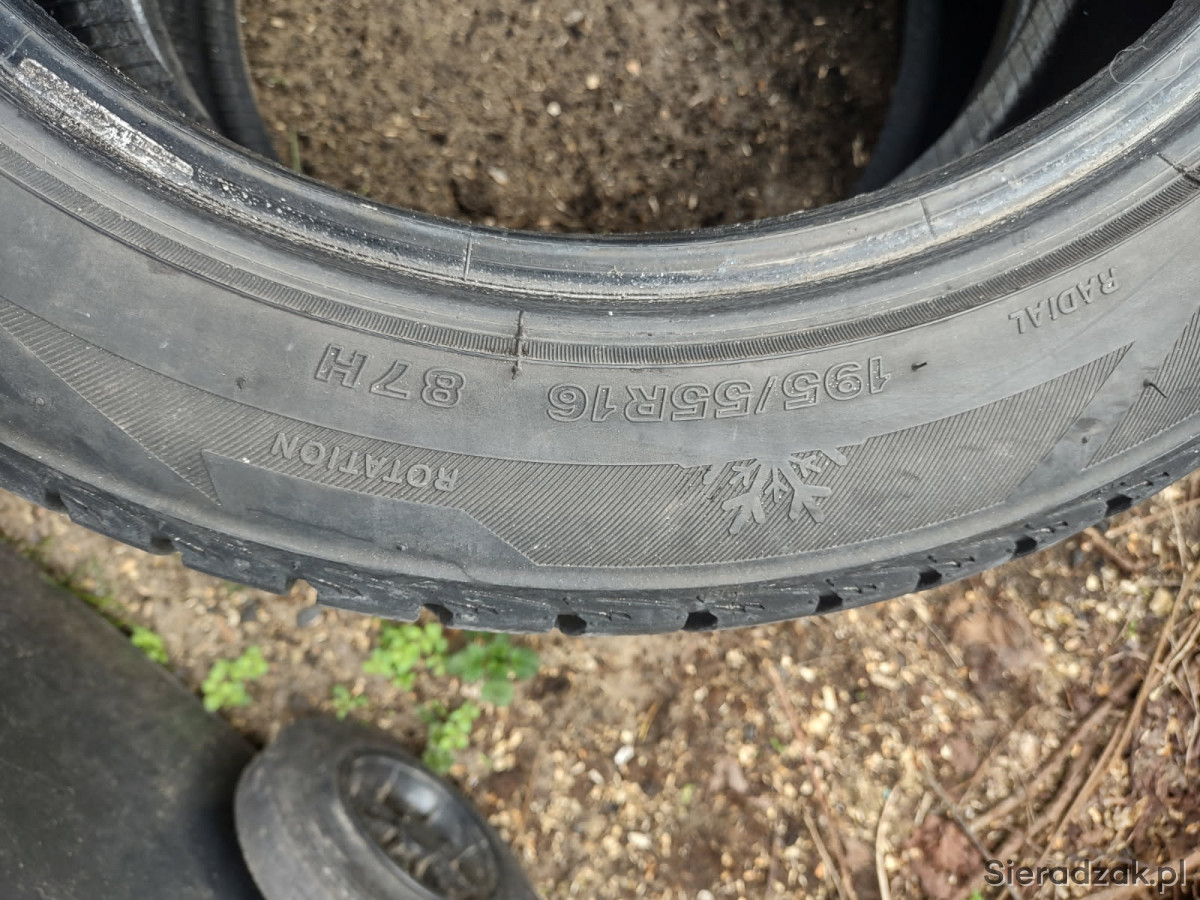 RADIAL
195/55R16 87H
ROTATION
Sieradzak.pl